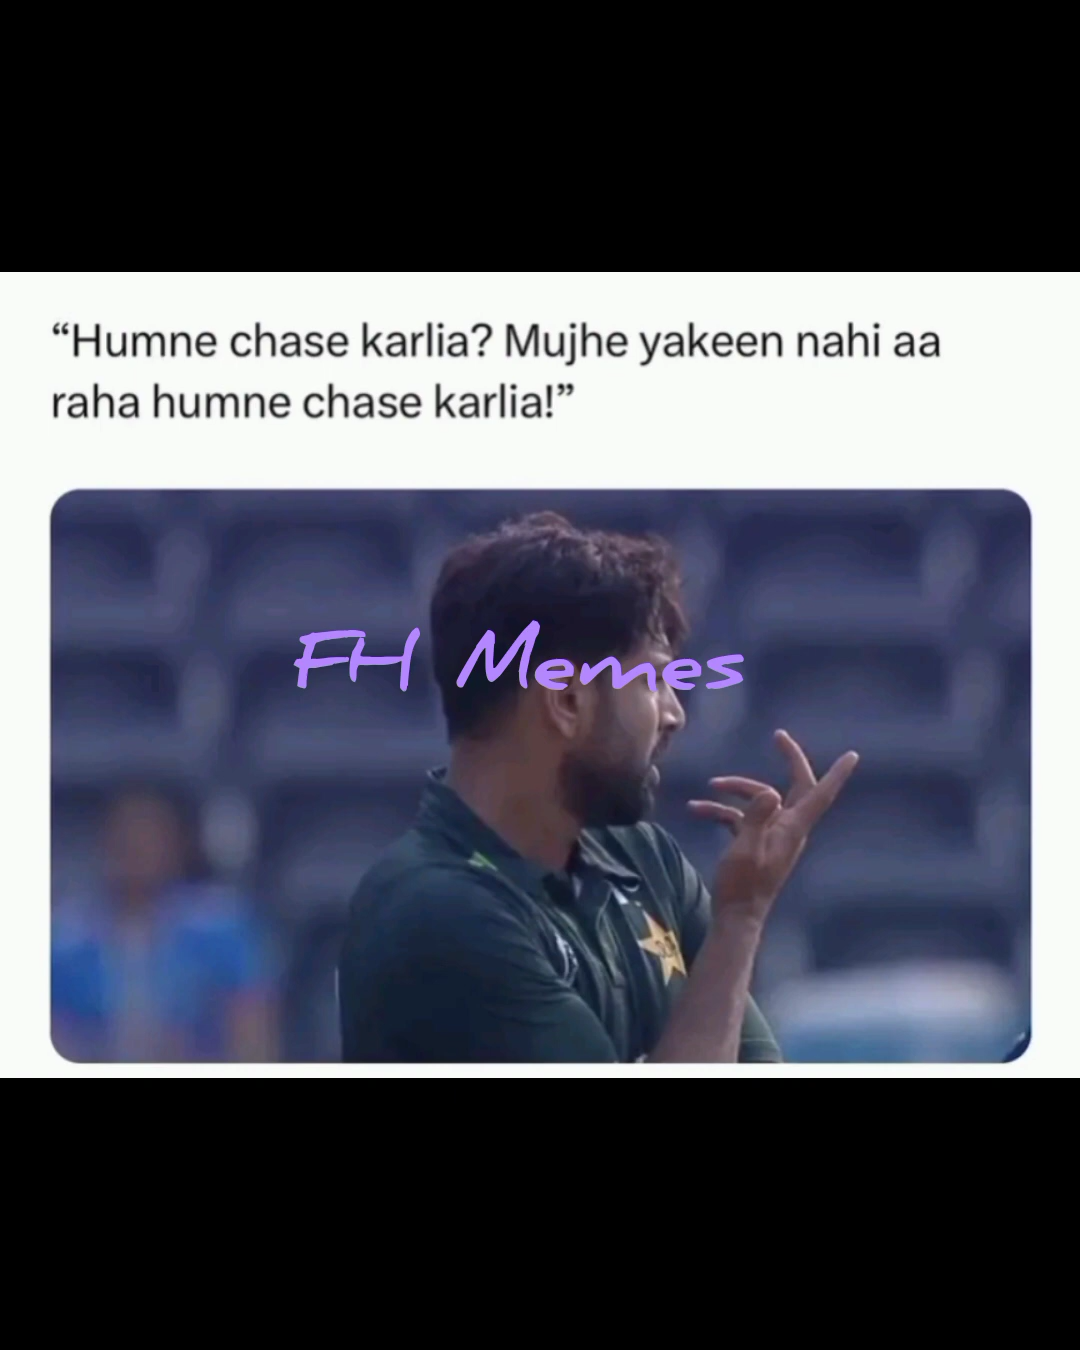 “Humne chase karlia? Mujhe yakeen nahi aa
raha humne chase karlia!”
FH Memes